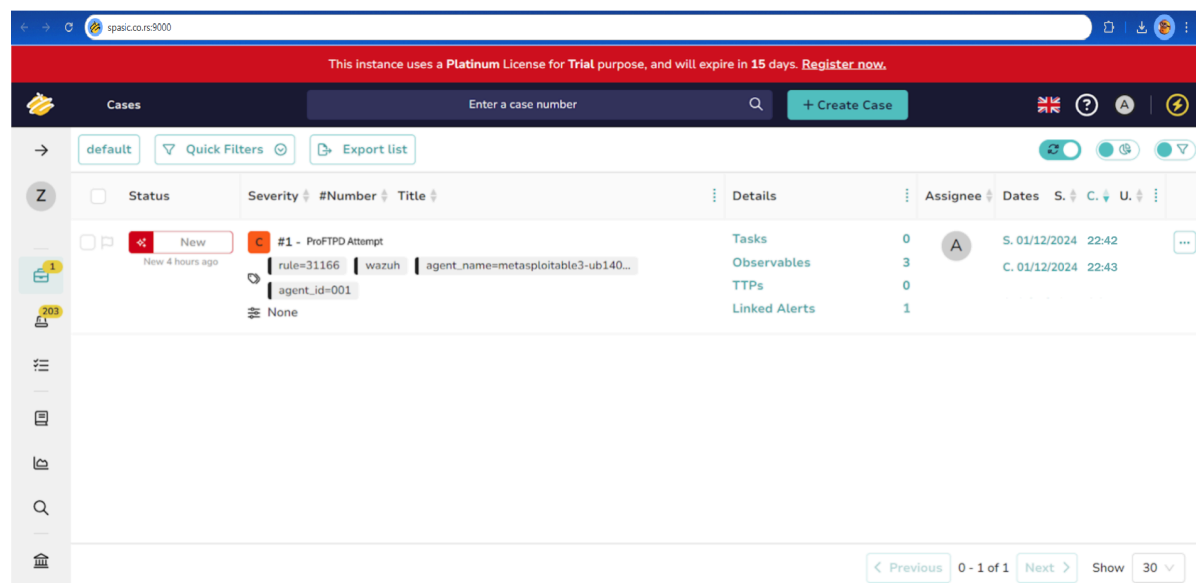 spasic.co.rs:9000
This instance uses a Platinum License for Trial purpose, and will expire in 15 days. Register now.
Cases Enter a case number + Create Case ? A
default Quick Filters Export list
Z Status Severity #Number Title Details Assignee Dates S. C. U.
New C #1 - ProFTPD Attempt Tasks 0 A S. 01/12/2024 22:42
New 4 hours ago rule=31166 wazuh agent_name=metasploitable3-ub140... Observables 3 C. 01/12/2024 22:43
1 agent_id=001 TTPs 0
203 None Linked Alerts 1
< Previous 0 - 1 of 1 Next > Show 30